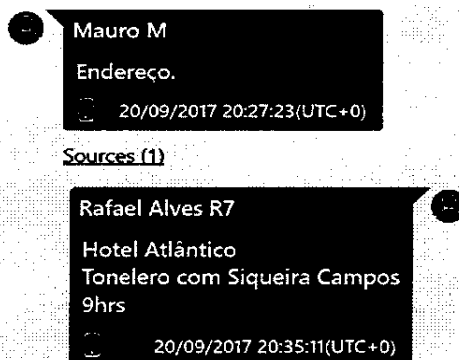 Mauro M
Endereço.
20/09/2017 20:27:23(UTC+0)
Sources (1)
Rafael Alves R7
Hotel Atlântico
Tonelero com Siqueira Campos
9hrs
20/09/2017 20:35:11(UTC+0)